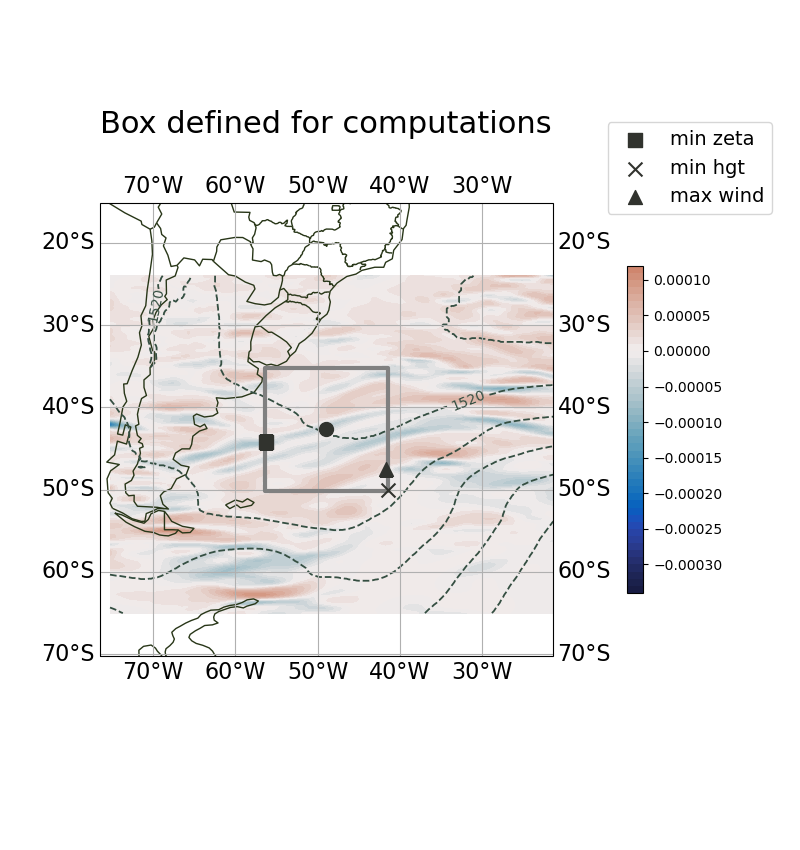 Box defined for computations
min zeta
min hgt
max wind
70°W 60°W 50°W 40°W 30°W
20°S 20°S
30°S 30°S
40°S 40°S
50°S 50°S
60°S 60°S
70°S 70°S
70°W 60°W 50°W 40°W 30°W
1520
1520
0.00010
0.00005
0.00000
−0.00005
−0.00010
−0.00015
−0.00020
−0.00025
−0.00030